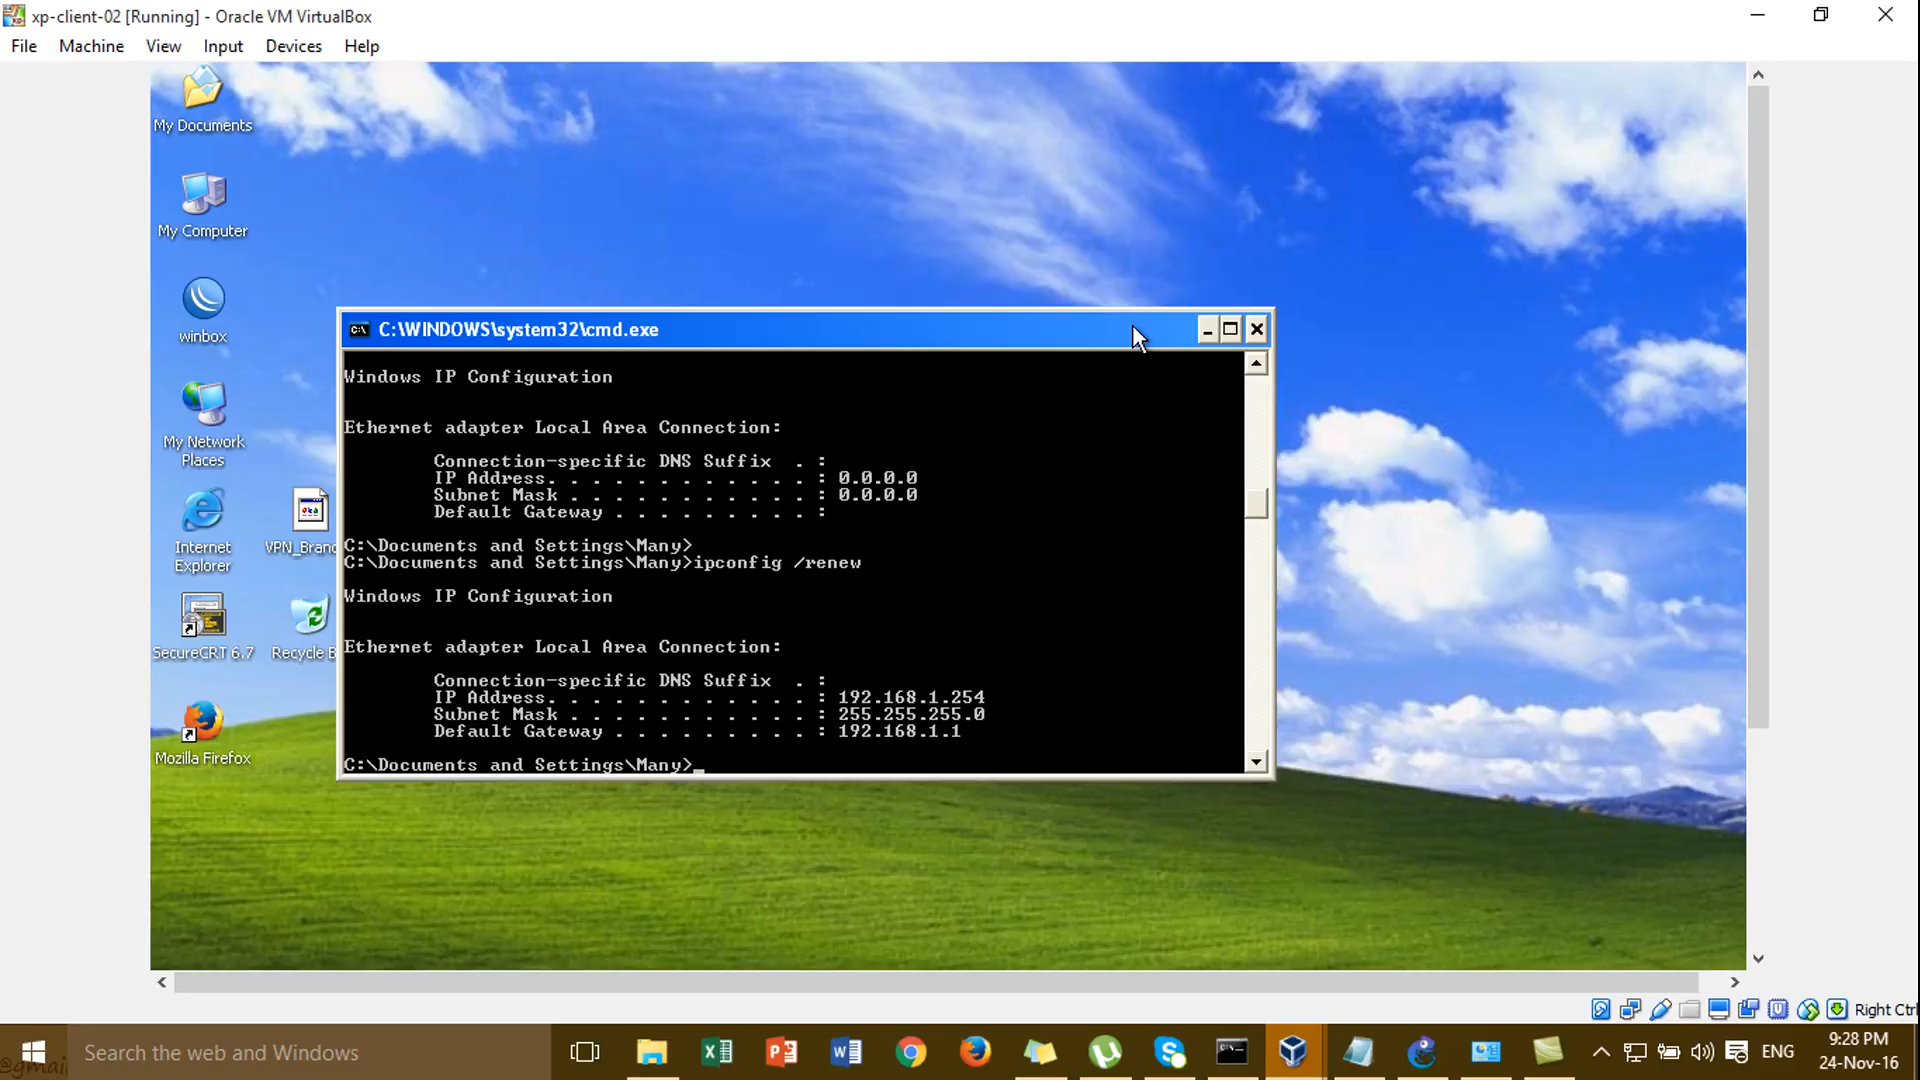 xp-client-02 [Running] - Oracle VM VirtualBox
File Machine View Input Devices Help
My Documents
My Computer
winbox
My Network Places
Internet Explorer
VPN_Bran
SecureCRT 6.7
Recycle B
Mozilla Firefox
C:\WINDOWS\system32\cmd.exe
Windows IP Configuration
Ethernet adapter Local Area Connection:
Connection-specific DNS Suffix . :
IP Address. . . . . . . . . . . . : 0.0.0.0
Subnet Mask . . . . . . . . . . . : 0.0.0.0
Default Gateway . . . . . . . . . :
C:\Documents and Settings\Many>
C:\Documents and Settings\Many>ipconfig /renew
Windows IP Configuration
Ethernet adapter Local Area Connection:
Connection-specific DNS Suffix . :
IP Address. . . . . . . . . . . . : 192.168.1.254
Subnet Mask . . . . . . . . . . . : 255.255.255.0
Default Gateway . . . . . . . . . : 192.168.1.1
C:\Documents and Settings\Many>_
Right Ctrl
Search the web and Windows
ENG
9:28 PM
24-Nov-16